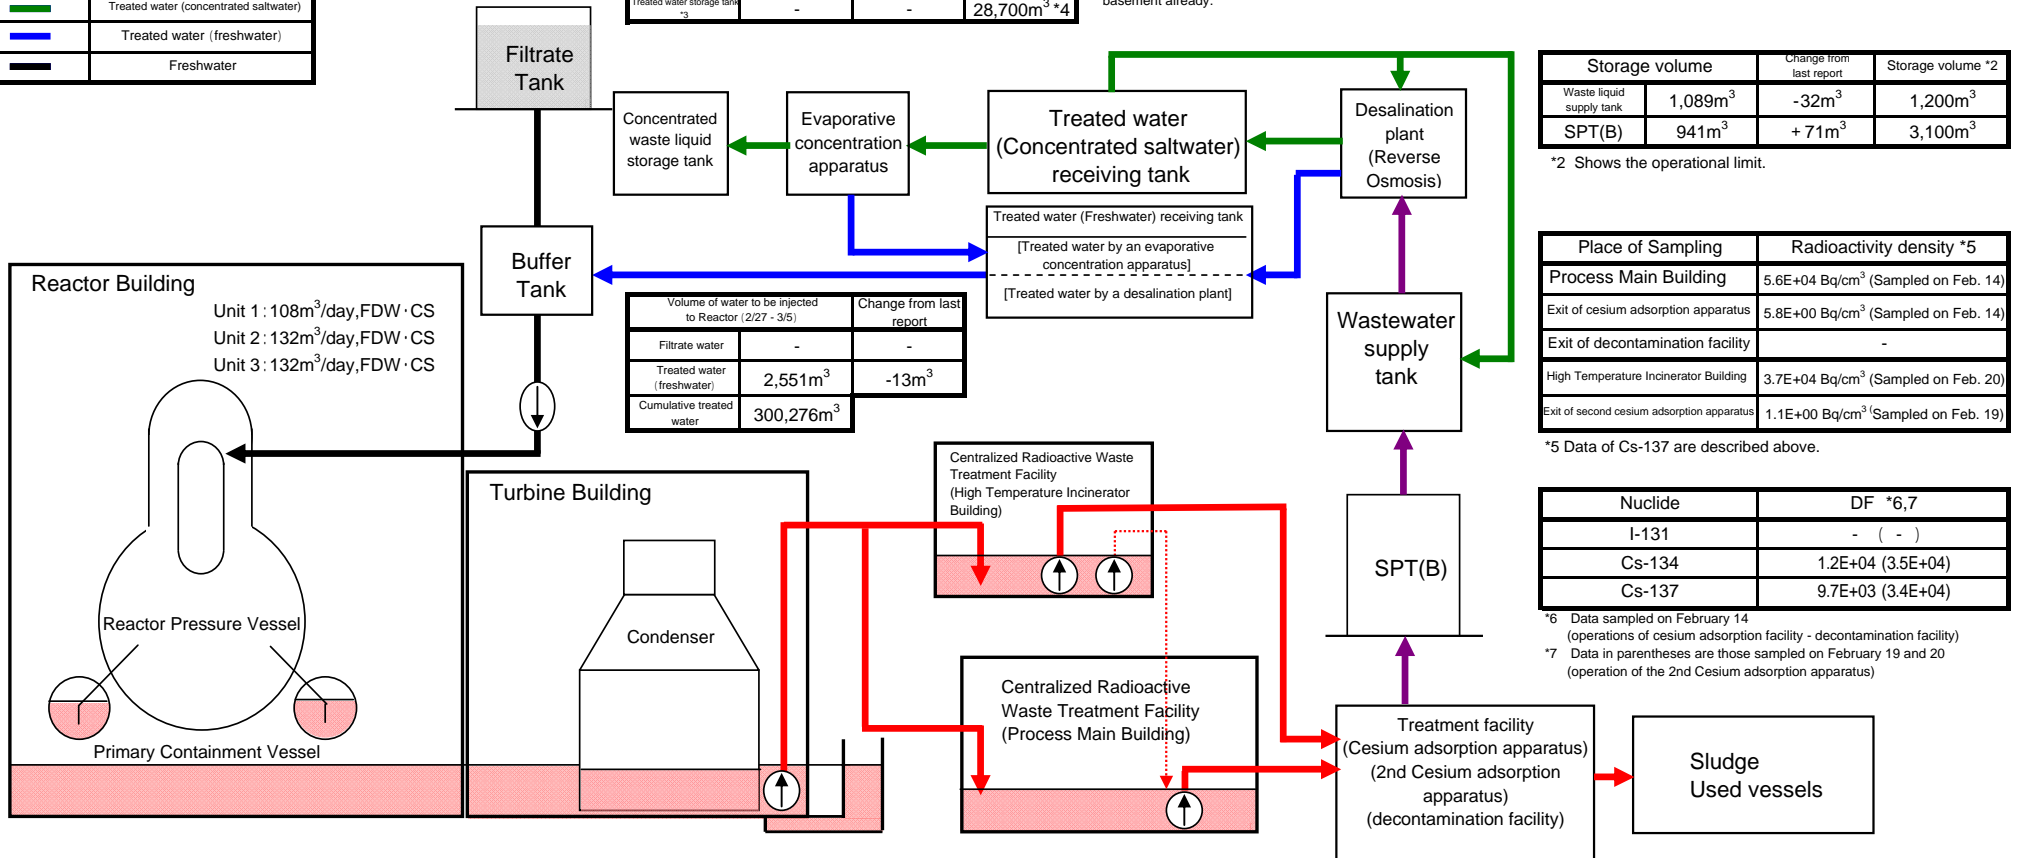 Treated water (concentrated saltwater)
Treated water (freshwater)
Freshwater
Treated water storage tank *3
-
-
28,700m3 *4
basement already.
Filtrate
Tank
Concentrated
waste liquid
storage tank
Evaporative
concentration
apparatus
Treated water
(Concentrated saltwater)
receiving tank
Desalination
plant
(Reverse
Osmosis)
Storage volume
Change from
last report
Storage volume *2
Waste liquid
supply tank
1,089m3
-32m3
1,200m3
SPT(B)
941m3
+71m3
3,100m3
*2 Shows the operational limit.
Treated water (Freshwater) receiving tank
[Treated water by an evaporative
concentration apparatus]
[Treated water by a desalination plant]
Buffer
Tank
Reactor Building
Unit 1:108m3/day,FDW・CS
Unit 2:132m3/day,FDW・CS
Unit 3:132m3/day,FDW・CS
Volume of water to be injected
to Reactor (2/27 - 3/5)
Change from last
report
Filtrate water
-
-
Treated water
(freshwater)
2,551m3
-13m3
Cumulative treated
water
300,276m3
Wastewater
supply
tank
Place of Sampling
Radioactivity density *5
Process Main Building
5.6E+04 Bq/cm3 (Sampled on Feb. 14)
Exit of cesium adsorption apparatus
5.8E+00 Bq/cm3 (Sampled on Feb. 14)
Exit of decontamination facility
-
High Temperature Incinerator Building
3.7E+04 Bq/cm3 (Sampled on Feb. 20)
Exit of second cesium adsorption apparatus
1.1E+00 Bq/cm3 (Sampled on Feb. 19)
*5 Data of Cs-137 are described above.
Centralized Radioactive Waste
Treatment Facility
(High Temperature Incinerator
Building)
Turbine Building
Condenser
Nuclide
DF *6,7
I-131
- ( - )
Cs-134
1.2E+04 (3.5E+04)
Cs-137
9.7E+03 (3.4E+04)
*6 Data sampled on February 14
(operations of cesium adsorption facility - decontamination facility)
*7 Data in parentheses are those sampled on February 19 and 20
(operation of the 2nd Cesium adsorption apparatus)
SPT(B)
Reactor Pressure Vessel
Primary Containment Vessel
Centralized Radioactive
Waste Treatment Facility
(Process Main Building)
Treatment facility
(Cesium adsorption apparatus)
(2nd Cesium adsorption
apparatus)
(decontamination facility)
Sludge
Used vessels